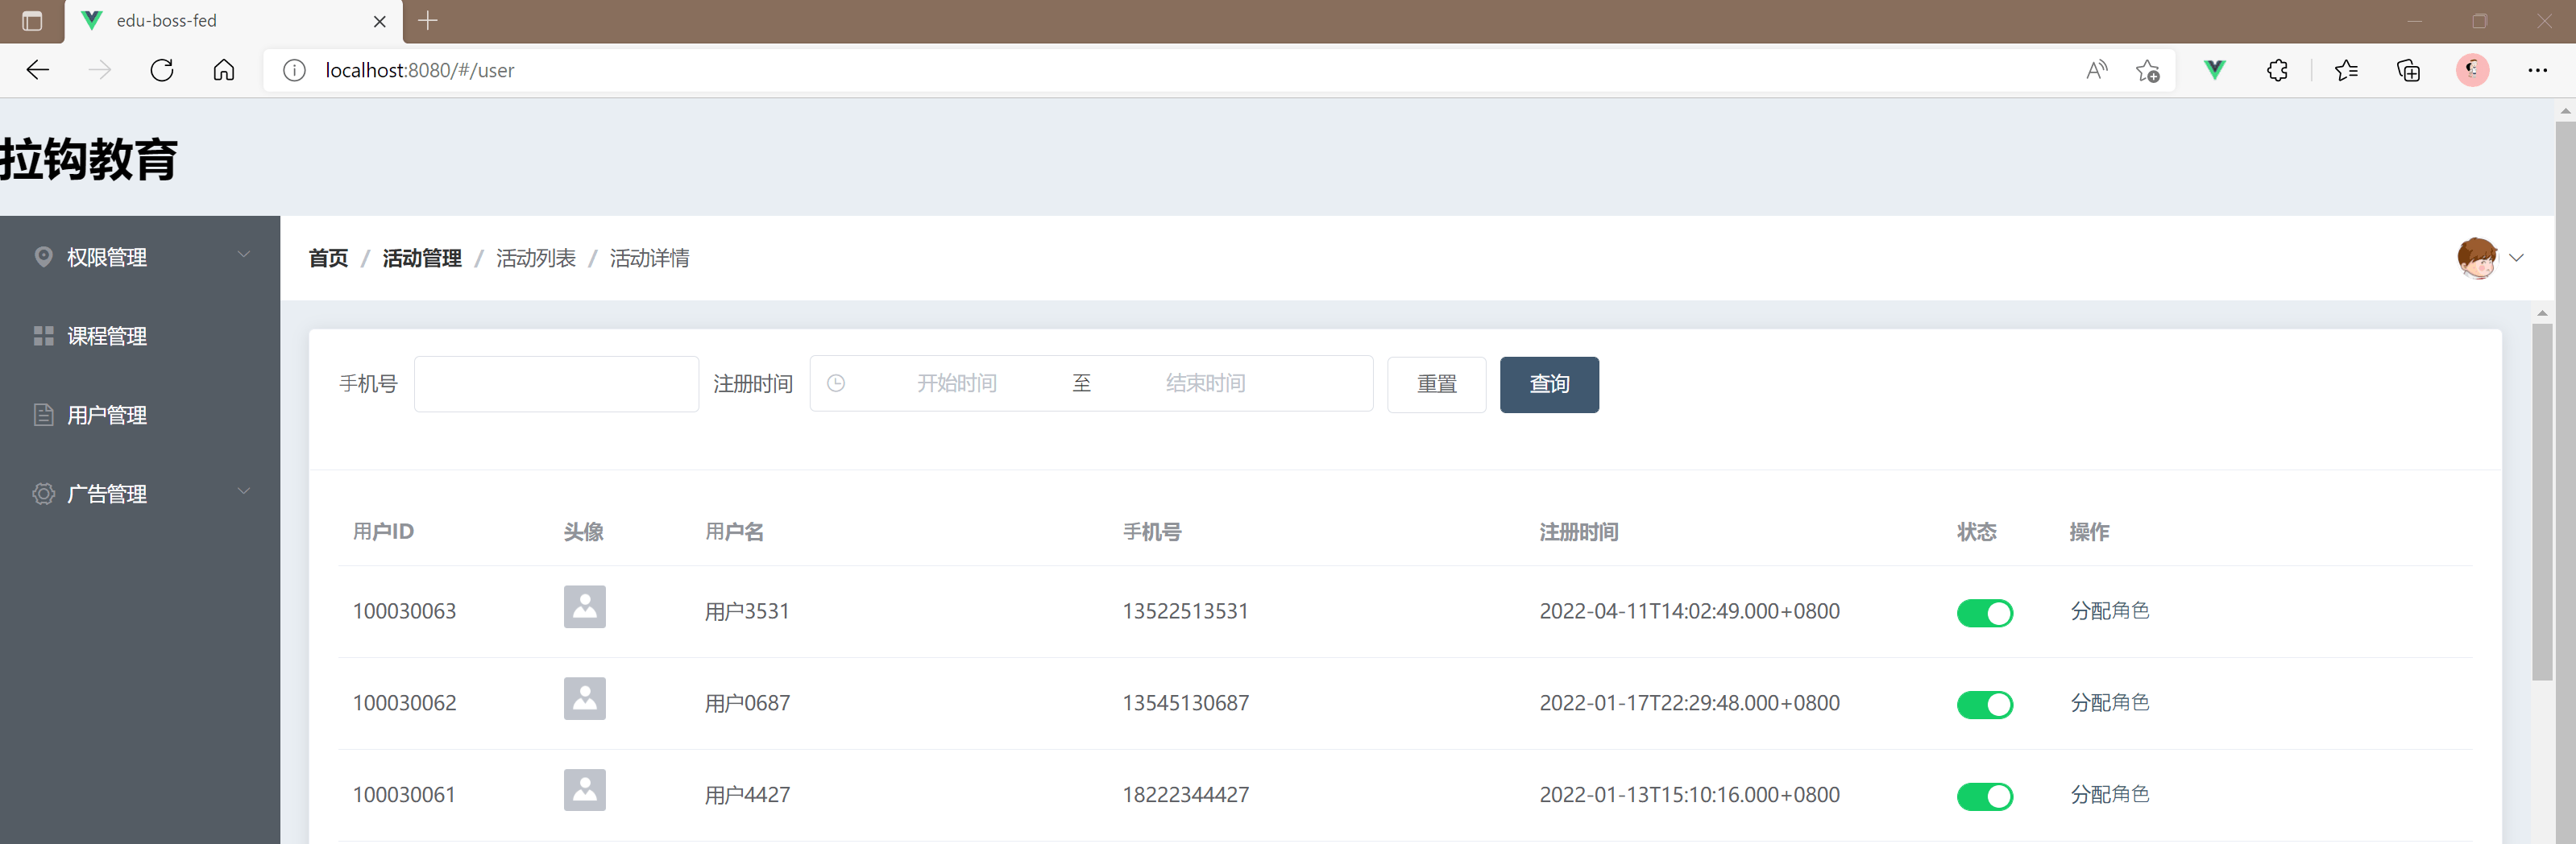 edu-boss-fed
localhost:8080/#/user
拉钩教育
权限管理
课程管理
用户管理
广告管理
首页 / 活动管理 / 活动列表 / 活动详情
手机号 注册时间 开始时间 至 结束时间 重置 查询
用户ID 头像 用户名 手机号 注册时间 状态 操作
100030063 用户3531 13522513531 2022-04-11T14:02:49.000+0800 分配角色
100030062 用户0687 13545130687 2022-01-17T22:29:48.000+0800 分配角色
100030061 用户4427 18222344427 2022-01-13T15:10:16.000+0800 分配角色